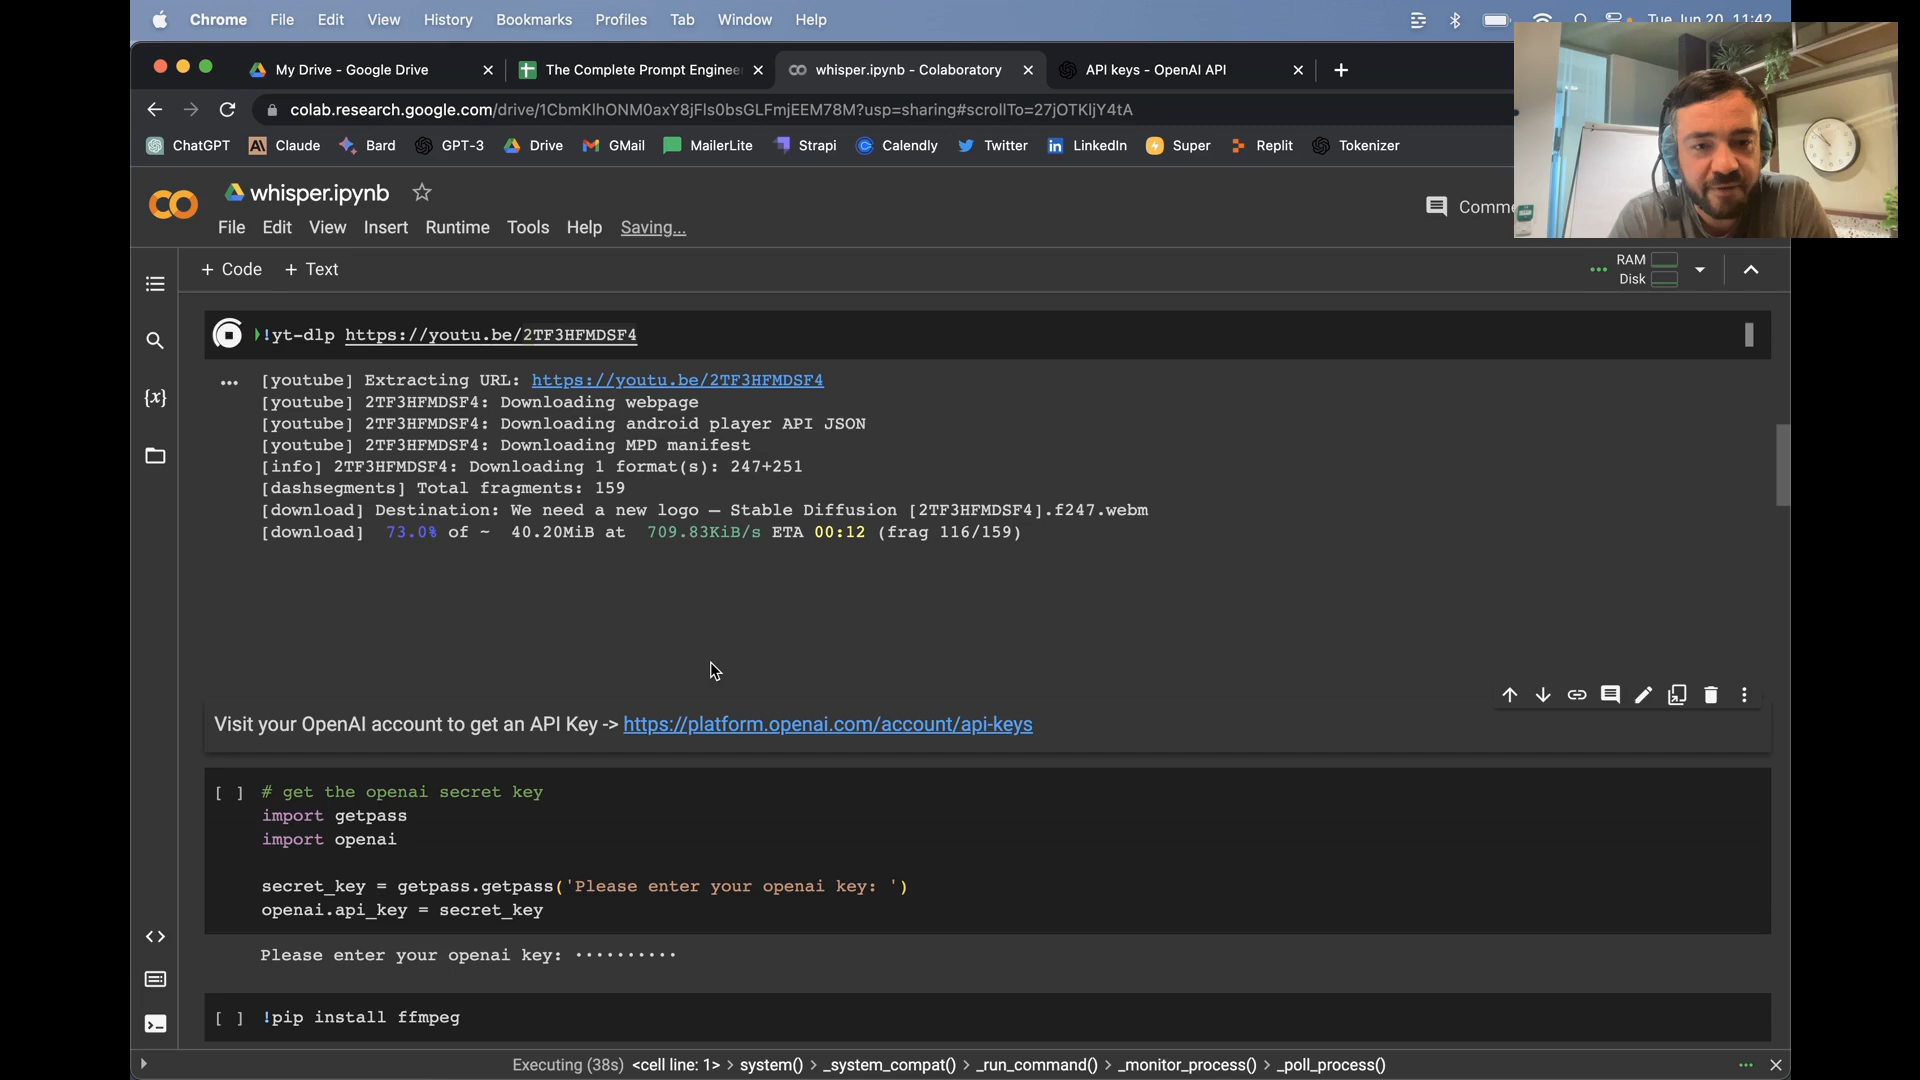 Chrome File Edit View History Bookmarks Profiles Tab Window Help Tue Jun 20 11:42
My Drive - Google Drive The Complete Prompt Enginee whisper.ipynb - Colaboratory API keys - OpenAI API
colab.research.google.com/drive/1CbmKlhONM0axY8jFls0bsGLFmjEEM78M?usp=sharing#scrollTo=27jOTKljY4tA
ChatGPT Claude Bard GPT-3 Drive GMail MailerLite Strapi Calendly Twitter LinkedIn Super Replit Tokenizer
whisper.ipynb
Comme
File Edit View Insert Runtime Tools Help Saving...
+ Code + Text
RAM
Disk
!yt-dlp https://youtu.be/2TF3HFMDSF4
[youtube] Extracting URL: https://youtu.be/2TF3HFMDSF4
[youtube] 2TF3HFMDSF4: Downloading webpage
[youtube] 2TF3HFMDSF4: Downloading android player API JSON
[youtube] 2TF3HFMDSF4: Downloading MPD manifest
[info] 2TF3HFMDSF4: Downloading 1 format(s): 247+251
[dashsegments] Total fragments: 159
[download] Destination: We need a new logo – Stable Diffusion [2TF3HFMDSF4].f247.webm
[download] 73.0% of ~ 40.20MiB at 709.83KiB/s ETA 00:12 (frag 116/159)
Visit your OpenAI account to get an API Key -> https://platform.openai.com/account/api-keys
[ ] # get the openai secret key
import getpass
import openai
secret_key = getpass.getpass('Please enter your openai key: ')
openai.api_key = secret_key
Please enter your openai key: ··········
[ ] !pip install ffmpeg
Executing (38s) <cell line: 1> > system() > _system_compat() > _run_command() > _monitor_process() > _poll_process()